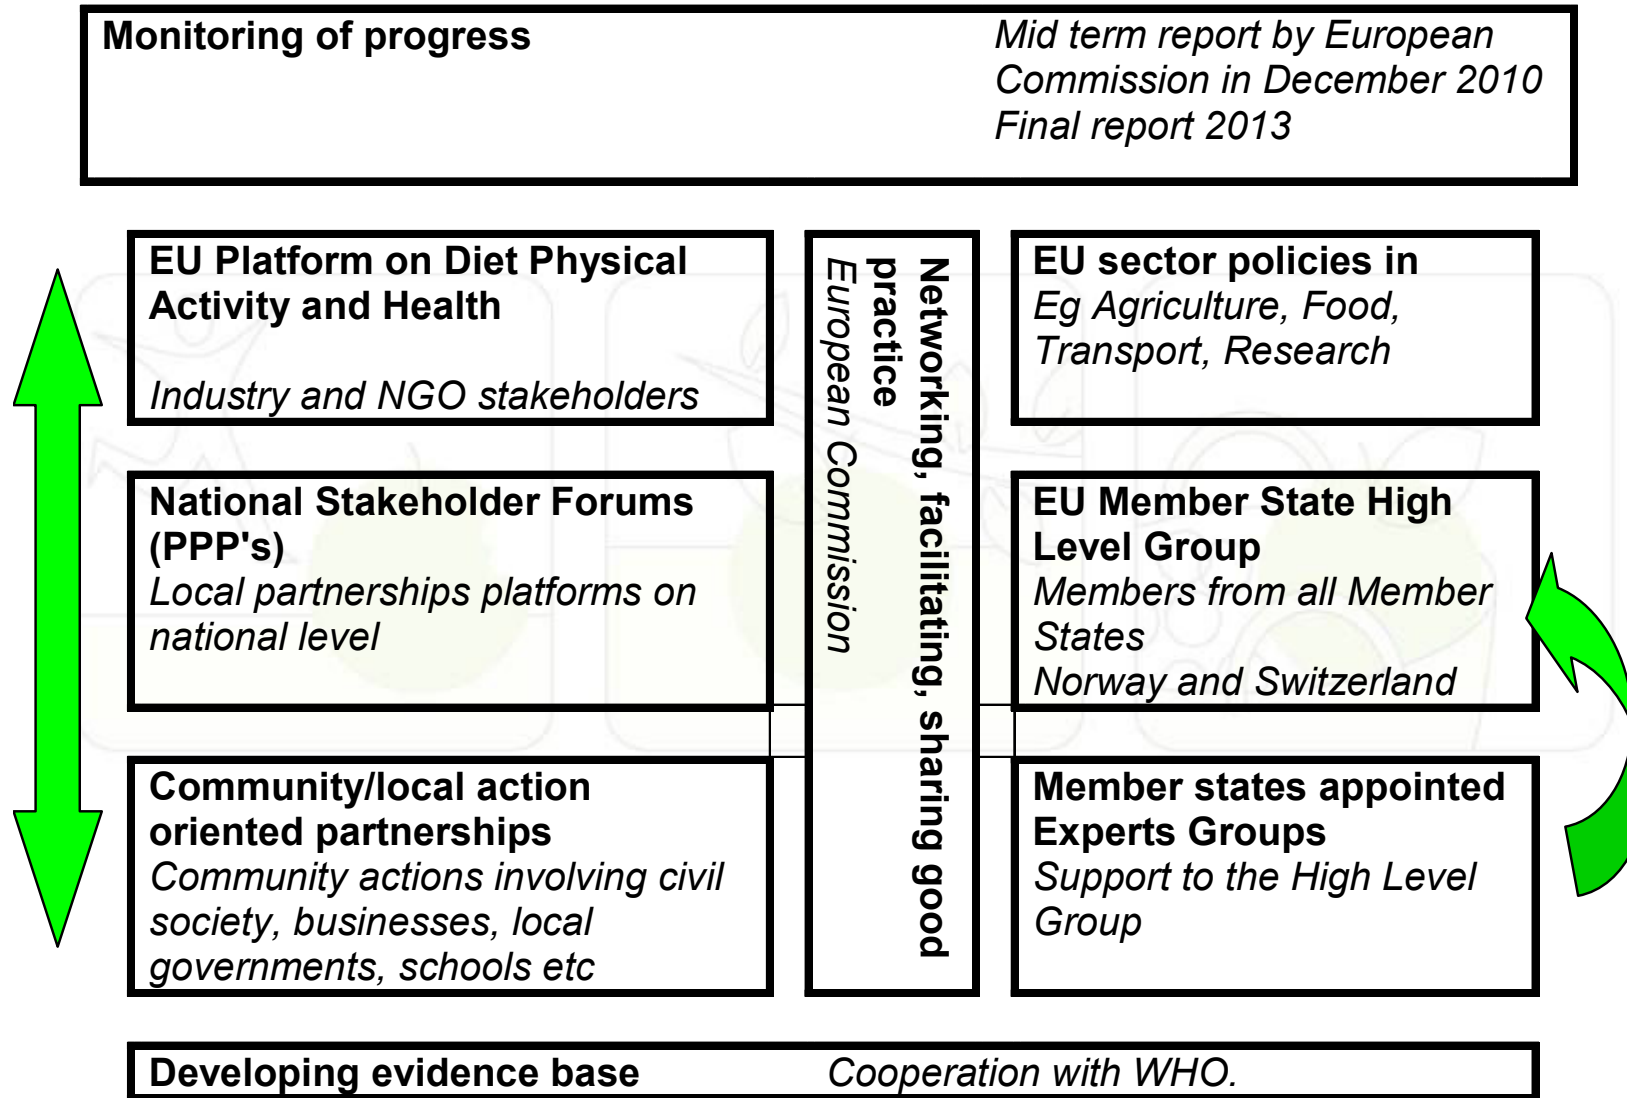 Monitoring of progress
Mid term report by European
Commission in December 2010
Final report 2013
EU Platform on Diet Physical
Activity and Health
Industry and NGO stakeholders
National Stakeholder Forums
(PPP's)
Local partnerships platforms on
national level
Community/local action
oriented partnerships
Community actions involving civil
society, businesses, local
governments, schools etc
Networking, facilitating, sharing good
practice
European Commission
EU sector policies in
Eg Agriculture, Food,
Transport, Research
EU Member State High
Level Group
Members from all Member
States
Norway and Switzerland
Member states appointed
Experts Groups
Support to the High Level
Group
Developing evidence base
Cooperation with WHO.